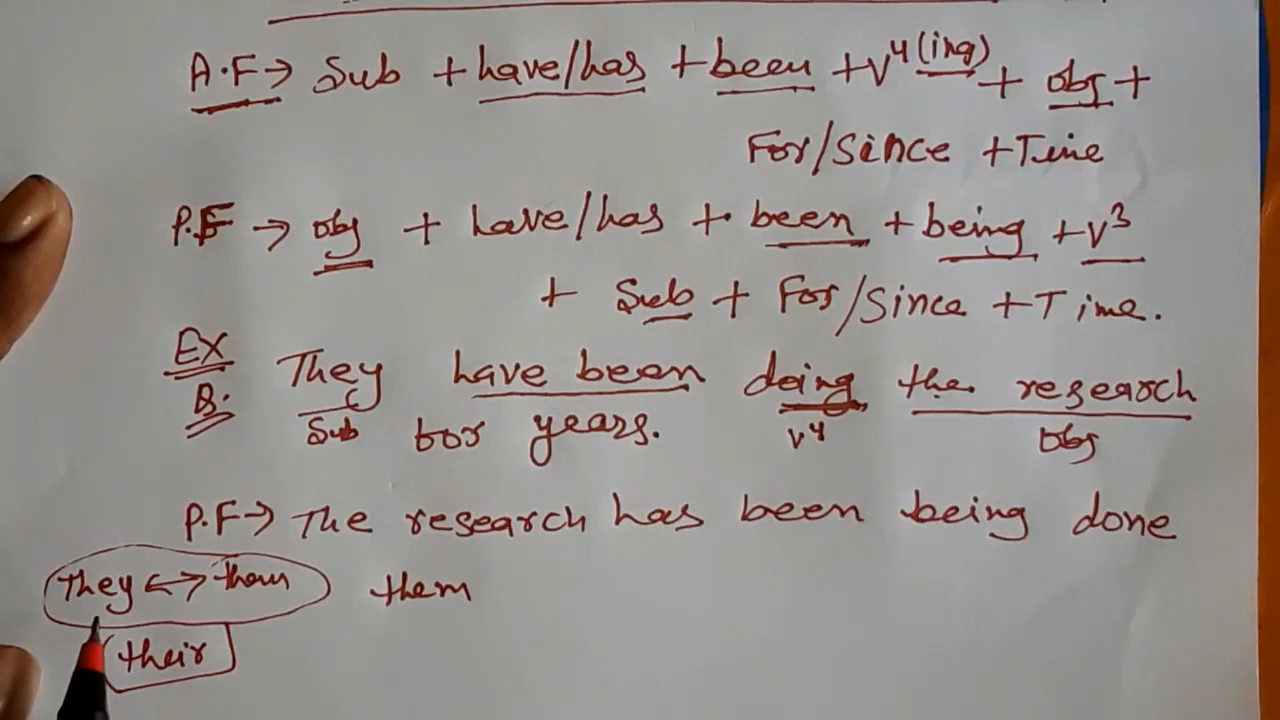 A.F → Sub + have/has + been + V4(ing) + obj +
For/Since + Time
P.F → obj + have/has + been + being + V3
+ Sub + For/Since + Time.
EX
B. They have been doing the research
Sub for years. V4 obj
P.F → The research has been being done
They ↔ them them
their